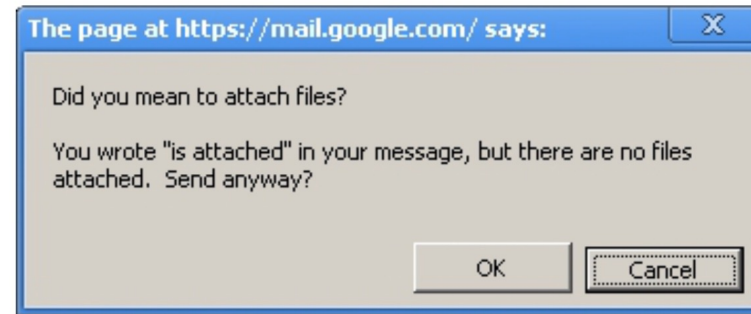 The page at https://mail.google.com/ says:
Did you mean to attach files?
You wrote "is attached" in your message, but there are no files
attached.  Send anyway?
OK
Cancel